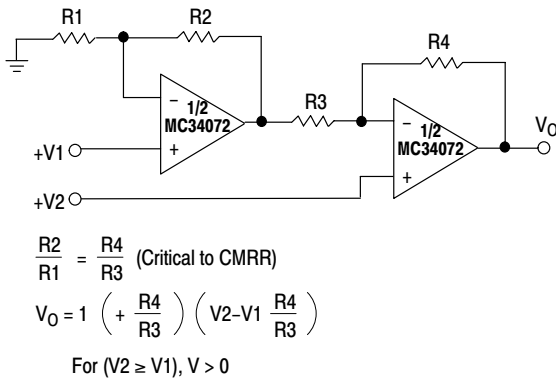 R1
R2
R3
R4
1/2
MC34072
1/2
MC34072
−
+
−
+
+V1
+V2
VO
R2/R1 = R4/R3 (Critical to CMRR)
VO = 1 ( + R4/R3 ) ( V2−V1 R4/R3 )
For (V2 ≥ V1), V > 0